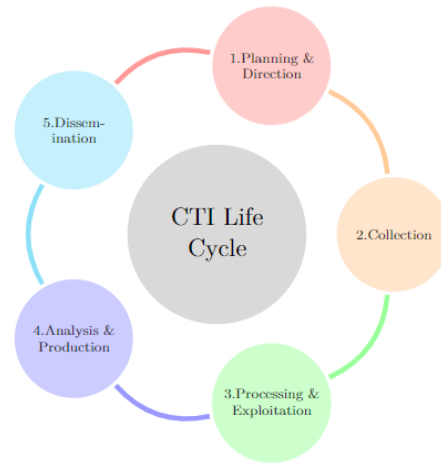 1.Planning &
Direction
5.Dissem-
ination
CTI Life
Cycle
2.Collection
4.Analysis &
Production
3.Processing &
Exploitation